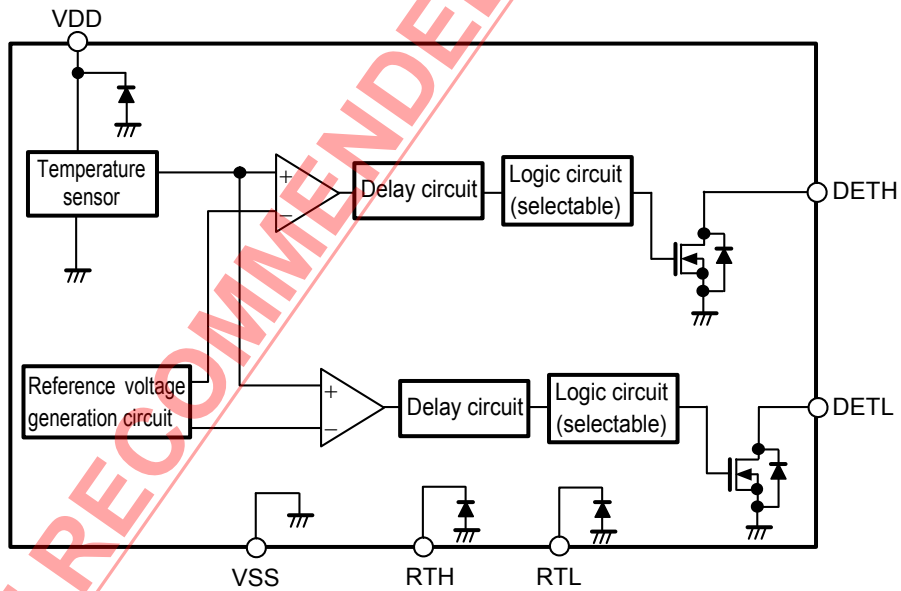 VDD
Temperature
sensor
+
−
Delay circuit
Logic circuit
(selectable)
DETH
Reference voltage
generation circuit
+
−
Delay circuit
Logic circuit
(selectable)
DETL
VSS
RTH
RTL
RECOMMENDE